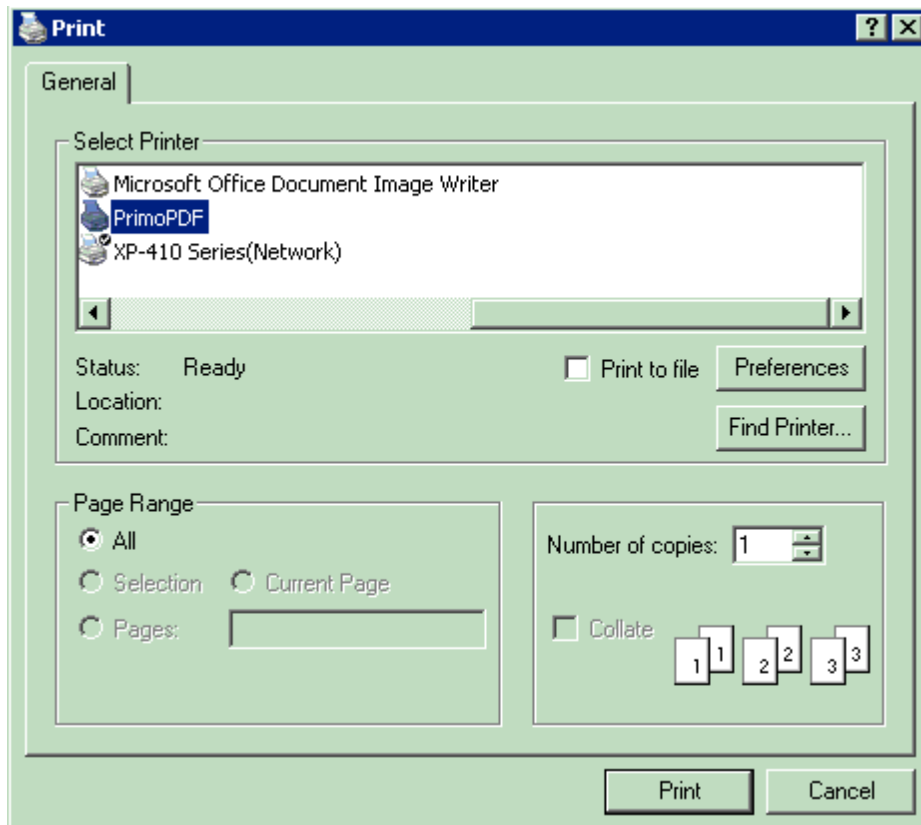 Print
General
Select Printer
Microsoft Office Document Image Writer
PrimoPDF
XP-410 Series(Network)
Status: Ready
Print to file
Preferences
Location:
Comment:
Find Printer...
Page Range
All
Selection
Current Page
Pages:
Number of copies: 1
Collate
1 1 2 2 3 3
Print
Cancel